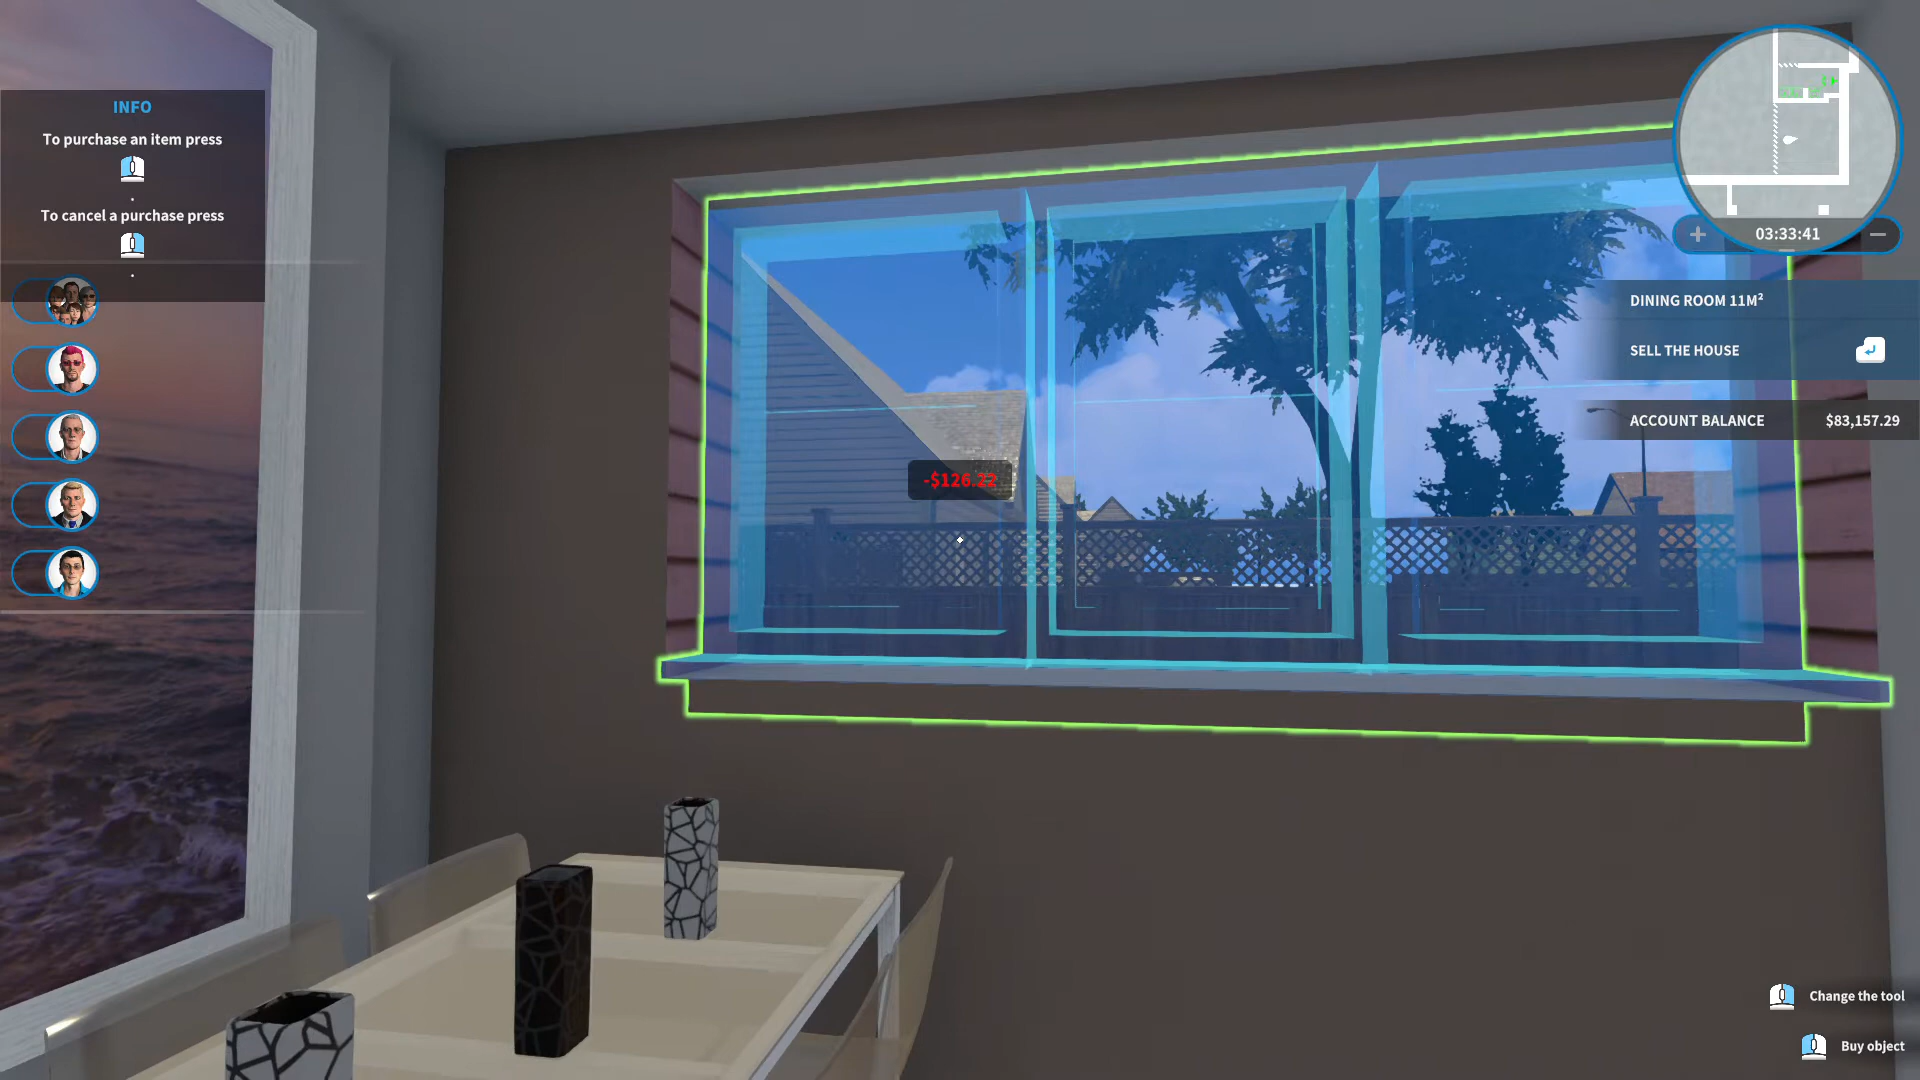 INFO
To purchase an item press
.
To cancel a purchase press
.
03:33:41
DINING ROOM 11M²
SELL THE HOUSE
ACCOUNT BALANCE $83,157.29
-$126.22
Change the tool
Buy object